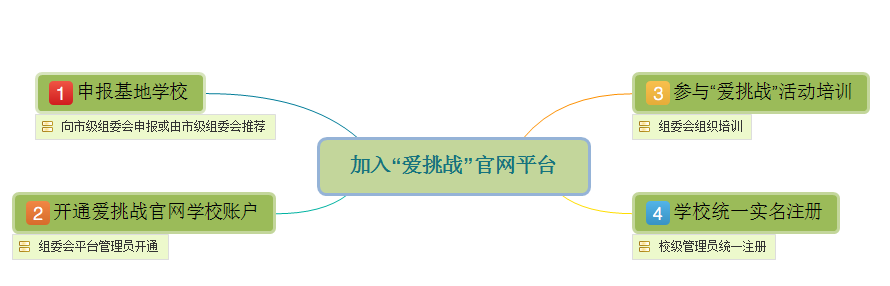 1 申报基地学校
向市级组委会申报或由市级组委会推荐
2 开通爱挑战官网学校账户
组委会平台管理员开通
加入“爱挑战”官网平台
3 参与“爱挑战”活动培训
组委会组织培训
4 学校统一实名注册
校级管理员统一注册